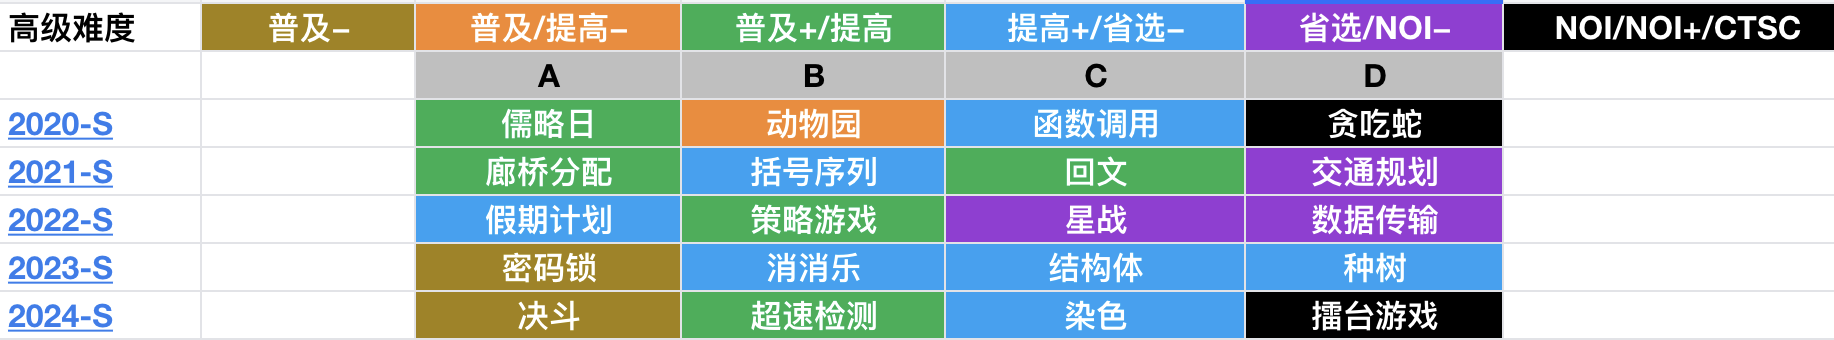 高级难度 普及– 普及/提高– 普及+/提高 提高+/省选– 省选/NOI– NOI/NOI+/CTSC
A B C D
2020-S 儒略日 动物园 函数调用 贪吃蛇
2021-S 廊桥分配 括号序列 回文 交通规划
2022-S 假期计划 策略游戏 星战 数据传输
2023-S 密码锁 消消乐 结构体 种树
2024-S 决斗 超速检测 染色 擂台游戏